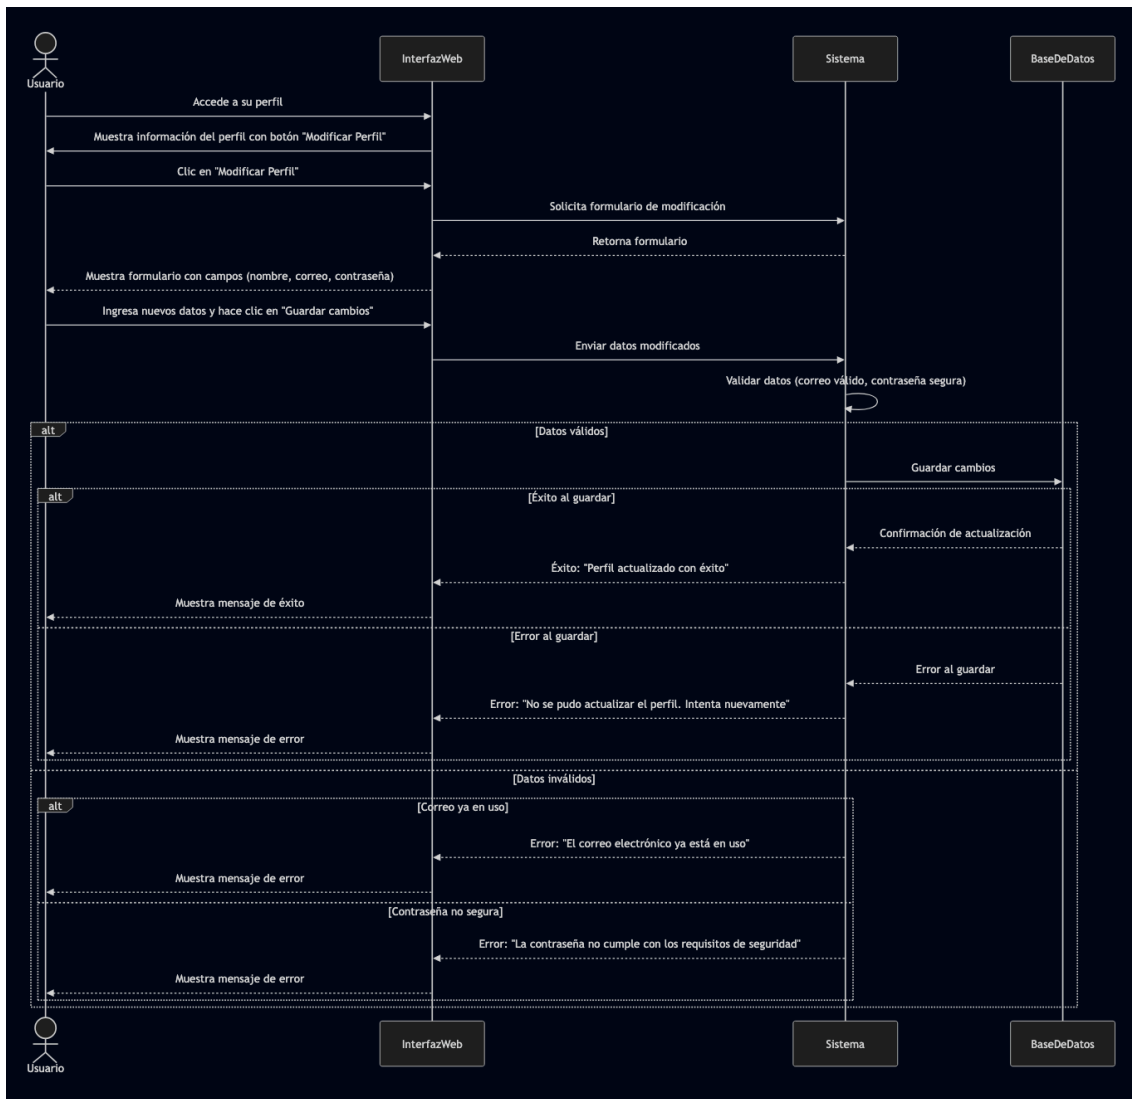 InterfazWeb
Sistema
BaseDeDatos
Usuario
Accede a su perfil
Muestra información del perfil con botón "Modificar Perfil"
Clic en "Modificar Perfil"
Solicita formulario de modificación
Retorna formulario
Muestra formulario con campos (nombre, correo, contraseña)
Ingresa nuevos datos y hace clic en "Guardar cambios"
Enviar datos modificados
Validar datos (correo válido, contraseña segura)
alt
[Datos válidos]
Guardar cambios
alt
[Éxito al guardar]
Confirmación de actualización
Éxito: "Perfil actualizado con éxito"
Muestra mensaje de éxito
[Error al guardar]
Error al guardar
Error: "No se pudo actualizar el perfil. Intenta nuevamente"
Muestra mensaje de error
[Datos inválidos]
alt
[Correo ya en uso]
Error: "El correo electrónico ya está en uso"
Muestra mensaje de error
[Contraseña no segura]
Error: "La contraseña no cumple con los requisitos de seguridad"
Muestra mensaje de error
InterfazWeb
Sistema
BaseDeDatos
Usuario